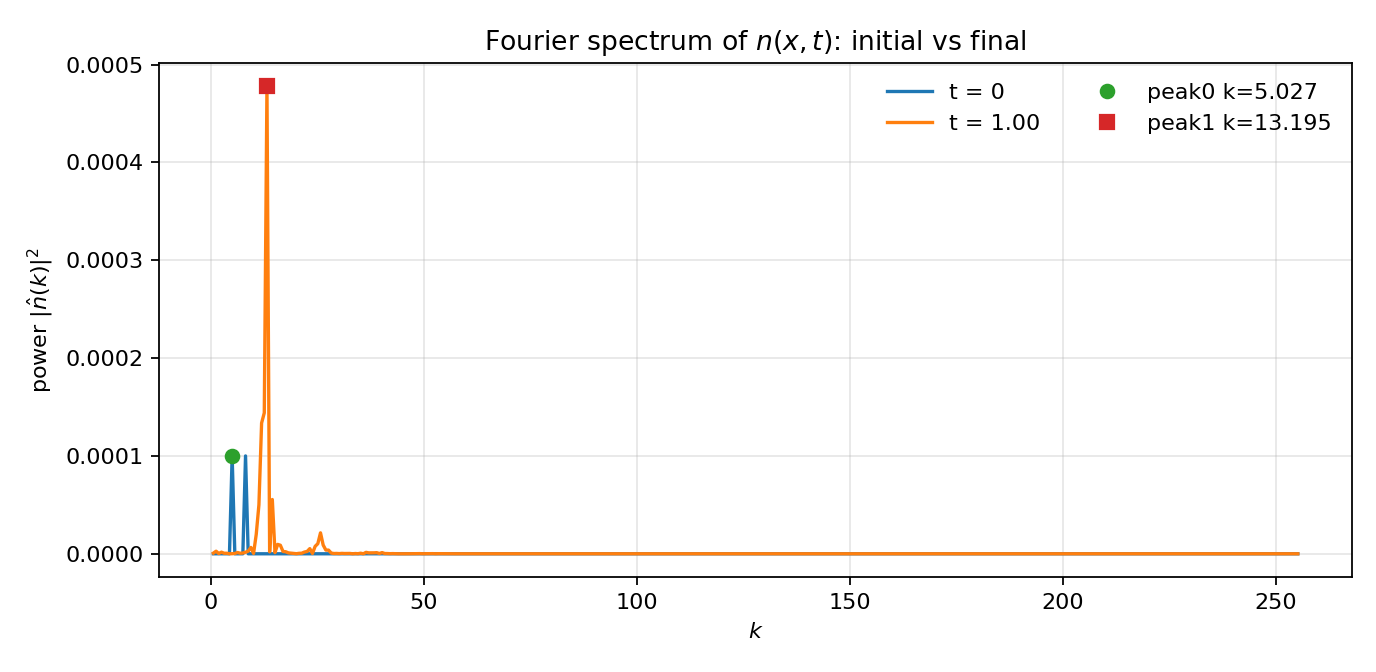 Fourier spectrum of n(x, t): initial vs final
t = 0
t = 1.00
peak0 k=5.027
peak1 k=13.195
power |n̂(k)|²
0.0005
0.0004
0.0003
0.0002
0.0001
0.0000
0 50 100 150 200 250
k